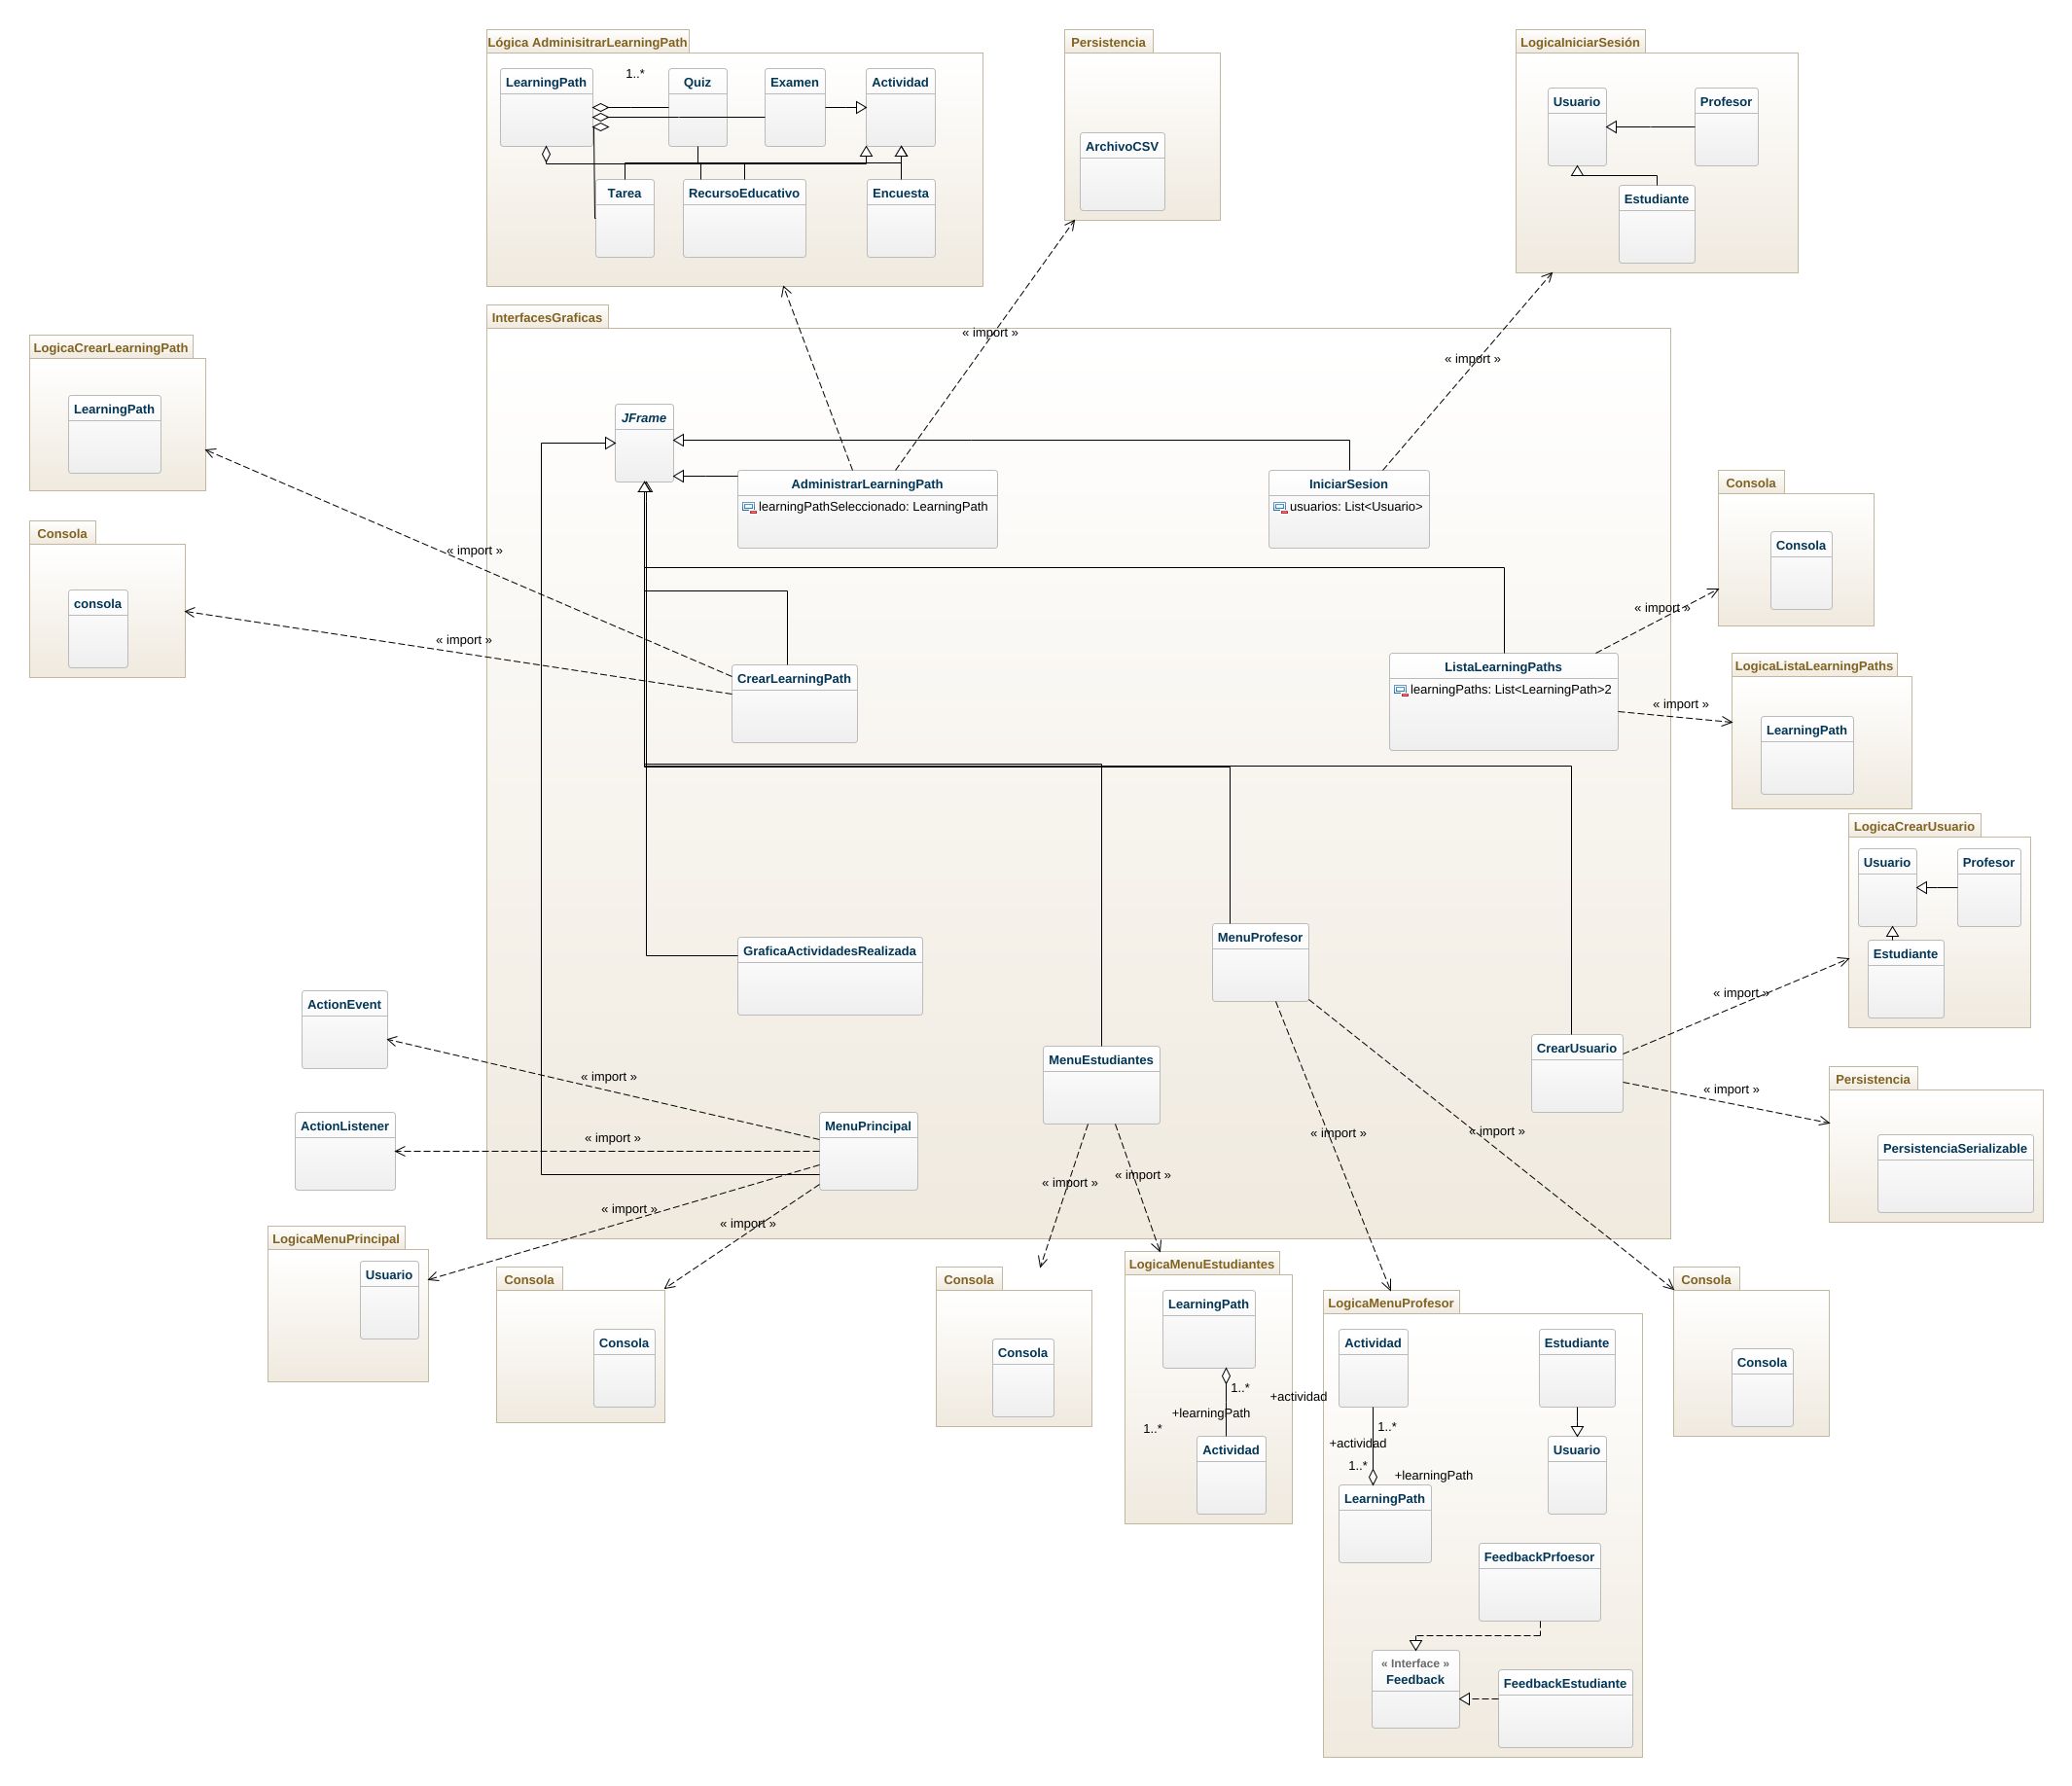 Lógica AdminisitrarLearningPath
LearningPath
1..*
Quiz
Examen
Actividad
Tarea
RecursoEducativo
Encuesta
Persistencia
ArchivoCSV
LogicaIniciarSesión
Usuario
Profesor
Estudiante
InterfacesGraficas
« import »
« import »
LogicaCrearLearningPath
LearningPath
JFrame
AdministrarLearningPath
learningPathSeleccionado: LearningPath
IniciarSesion
usuarios: List<Usuario>
Consola
Consola
Consola
consola
« import »
« import »
« import »
CrearLearningPath
ListaLearningPaths
learningPaths: List<LearningPath>2
« import »
LogicaListaLearningPaths
LearningPath
LogicaCrearUsuario
Usuario
Profesor
Estudiante
MenuProfesor
GraficaActividadesRealizada
ActionEvent
« import »
« import »
MenuEstudiantes
CrearUsuario
« import »
Persistencia
PersistenciaSerializable
ActionListener
« import »
MenuPrincipal
« import »
« import »
« import »
« import »
« import »
« import »
LogicaMenuPrincipal
Usuario
Consola
Consola
Consola
Consola
LogicaMenuEstudiantes
LearningPath
1..*
+actividad
+learningPath
1..*
Actividad
LogicaMenuProfesor
Actividad
Estudiante
1..*
+actividad
1..*
+learningPath
LearningPath
Usuario
FeedbackPrfoesor
« Interface »
Feedback
FeedbackEstudiante
Consola
Consola